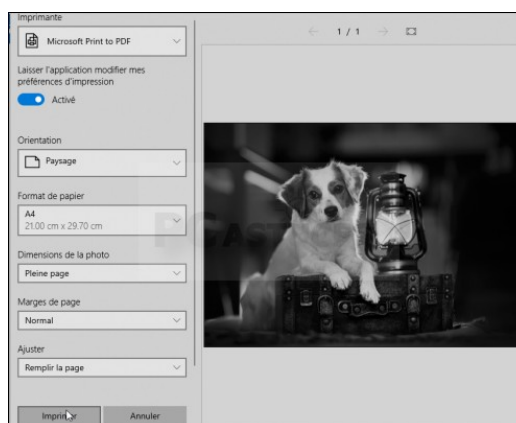 Imprimante
Microsoft Print to PDF
1 / 1
Laisser l'application modifier mes
préférences d'impression
Activé
Orientation
Paysage
Format de papier
A4
21.00 cm x 29.70 cm
Dimensions de la photo
Pleine page
Marges de page
Normal
Ajuster
Remplir la page
Imprimer
Annuler